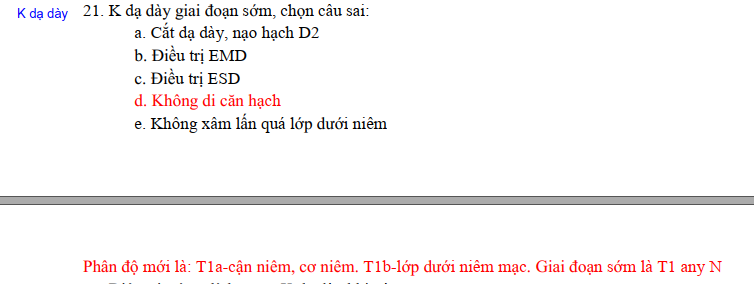 K dạ dày 21. K dạ dày giai đoạn sớm, chọn câu sai:
a. Cắt dạ dày, nạo hạch D2
b. Điều trị EMD
c. Điều trị ESD
d. Không di căn hạch
e. Không xâm lấn quá lớp dưới niêm
Phân độ mới là: T1a-cận niêm, cơ niêm. T1b-lớp dưới niêm mạc. Giai đoạn sớm là T1 any N